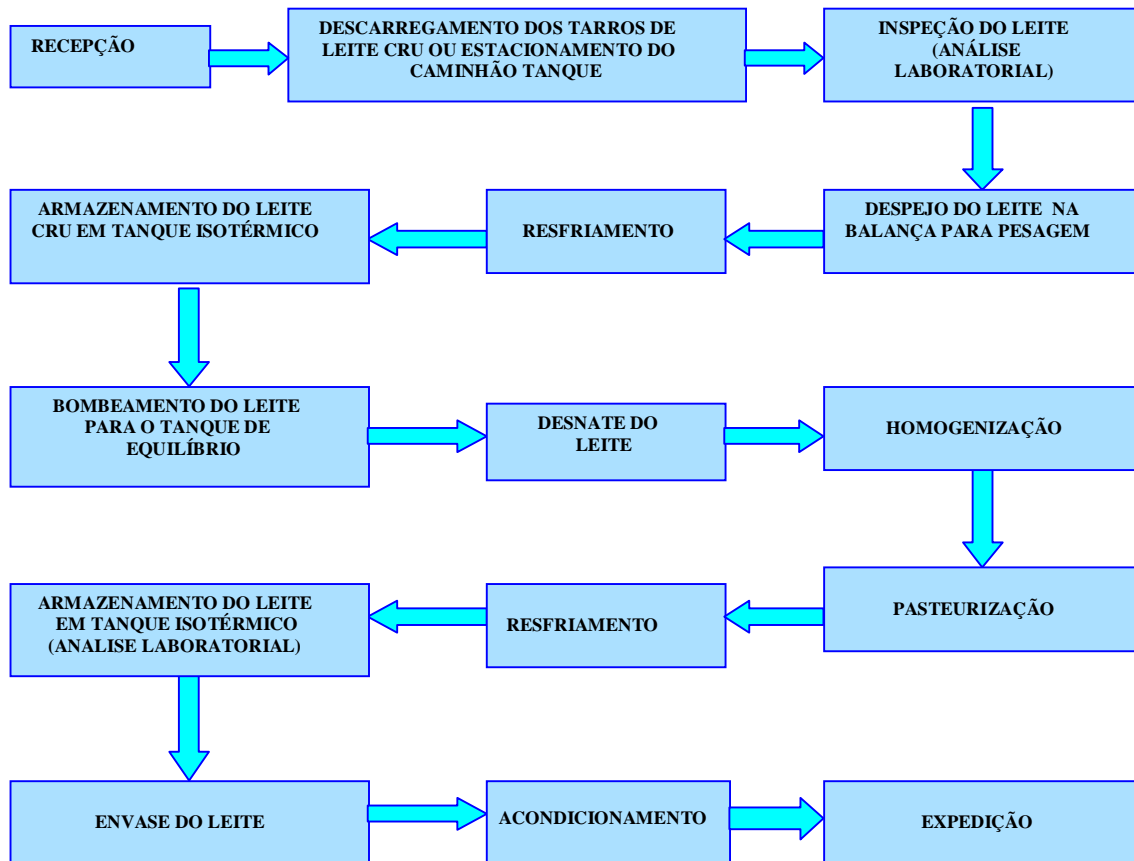 RECEPÇÃO
DESCARREGAMENTO DOS TARROS DE
LEITE CRU OU ESTACIONAMENTO DO
CAMINHÃO TANQUE
INSPEÇÃO DO LEITE
(ANÁLISE
LABORATORIAL)
DESPEJO DO LEITE NA
BALANÇA PARA PESAGEM
RESFRIAMENTO
ARMAZENAMENTO DO LEITE
CRU EM TANQUE ISOTÉRMICO
BOMBEAMENTO DO LEITE
PARA O TANQUE DE
EQUILÍBRIO
DESNATE DO
LEITE
HOMOGENIZAÇÃO
PASTEURIZAÇÃO
RESFRIAMENTO
ARMAZENAMENTO DO LEITE
EM TANQUE ISOTÉRMICO
(ANALISE LABORATORIAL)
ENVASE DO LEITE
ACONDICIONAMENTO
EXPEDIÇÃO